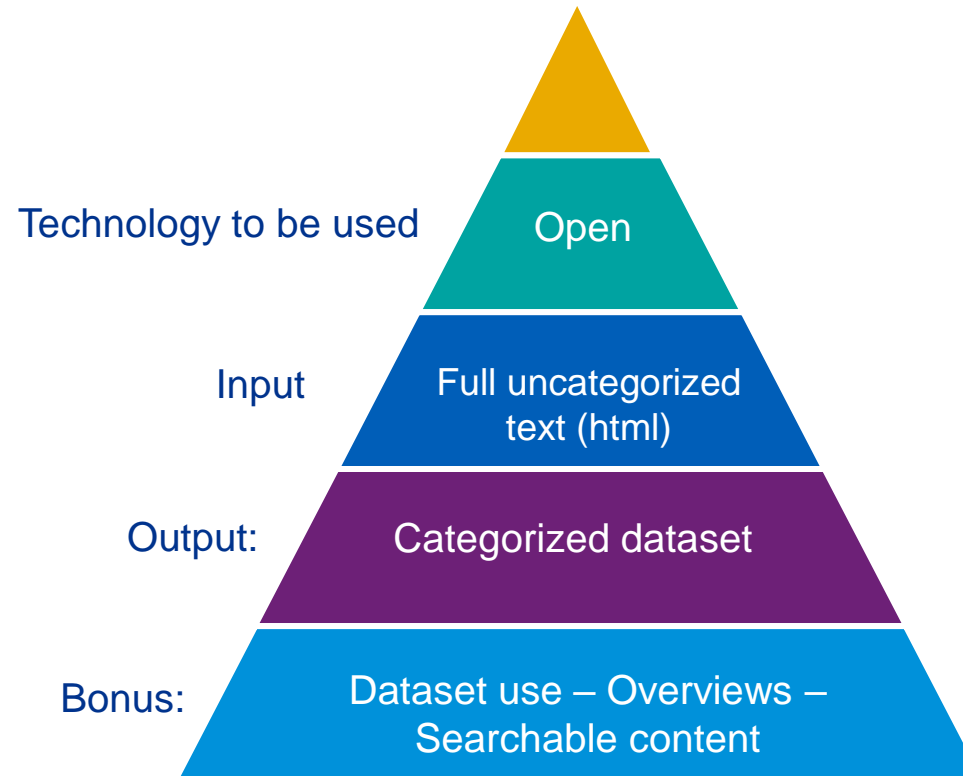 Technology to be used
Open
Input
Full uncategorized
text (html)
Output:
Categorized dataset
Bonus:
Dataset use – Overviews –
Searchable content